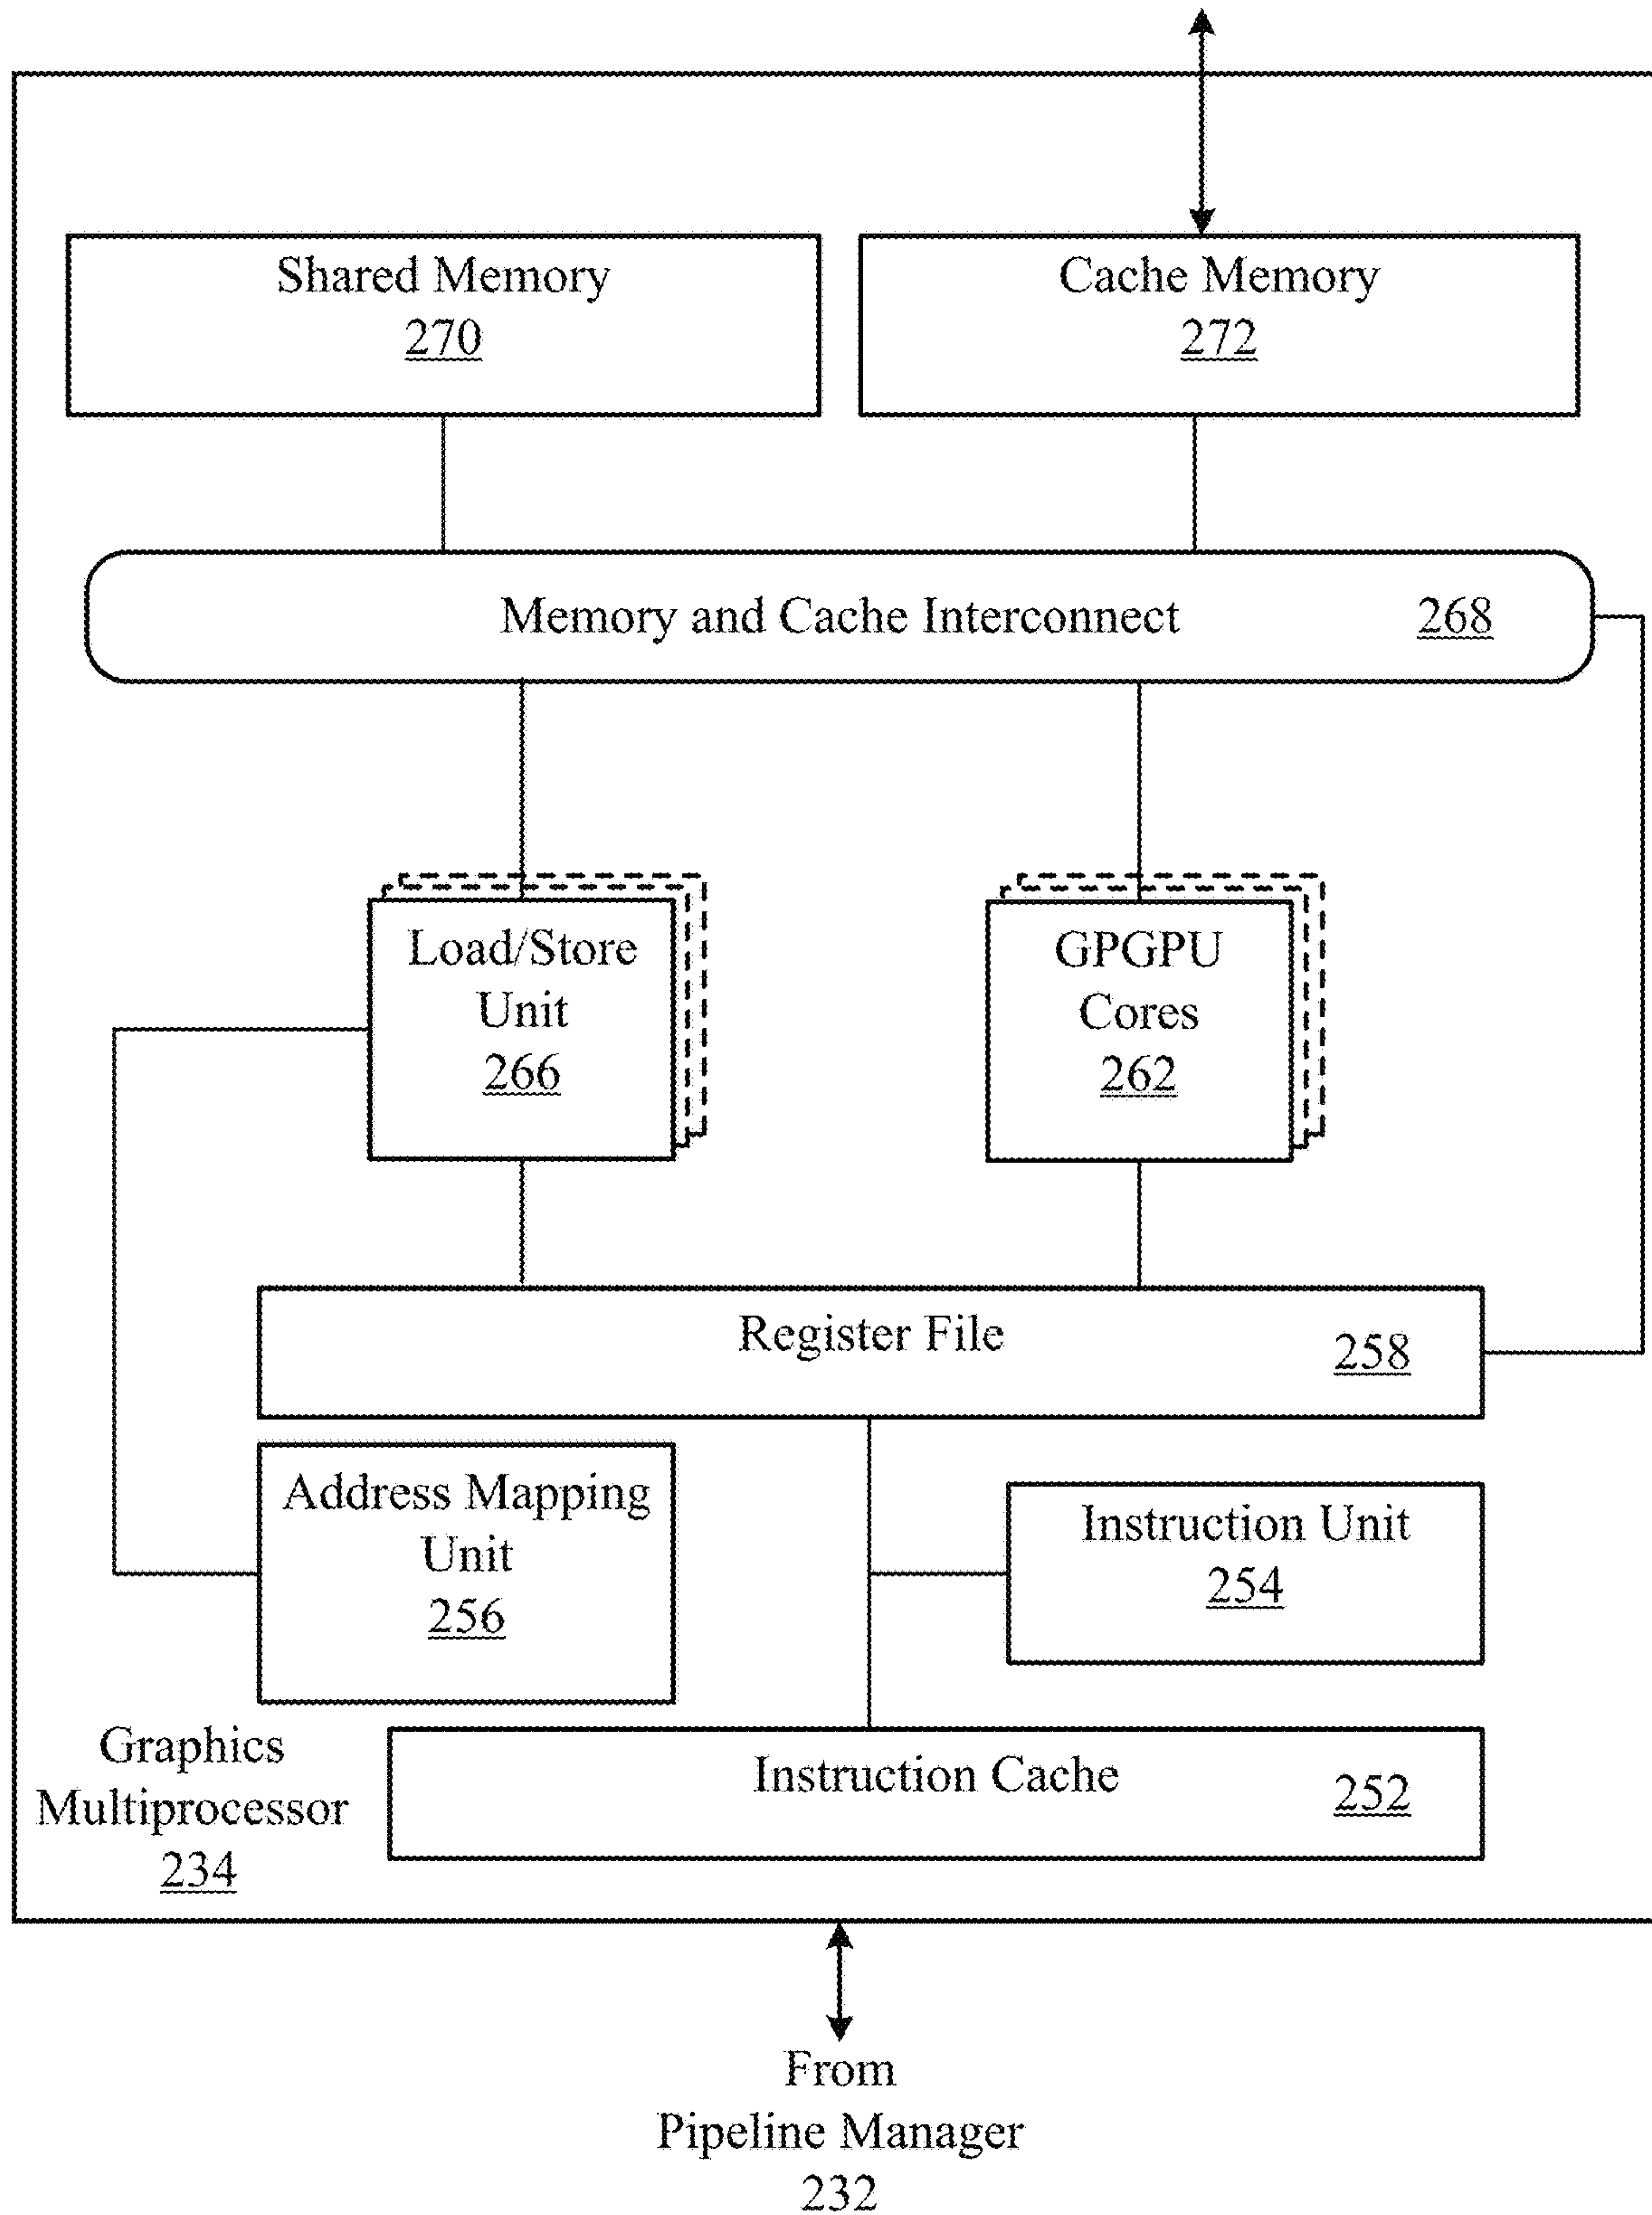 Shared Memory
270
Cache Memory
272
Memory and Cache Interconnect 268
Load/Store
Unit
266
GPGPU
Cores
262
Register File 258
Address Mapping
Unit
256
Instruction Unit
254
Graphics
Multiprocessor
234
Instruction Cache 252
From
Pipeline Manager
232